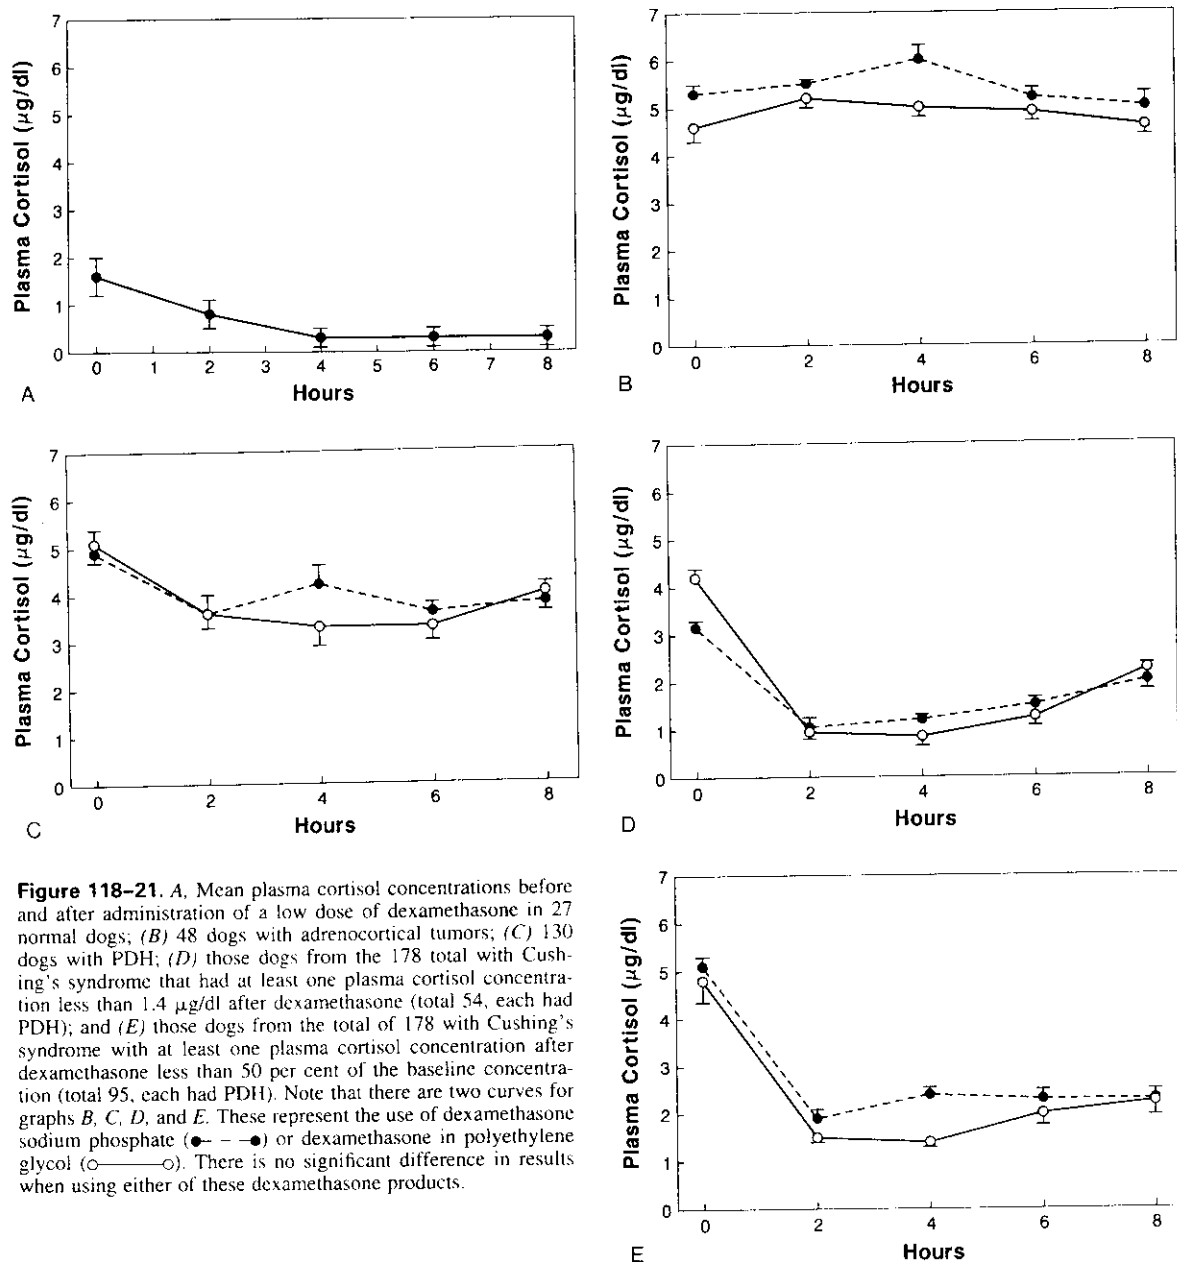 7
6
5
4
3
2
1
0
Plasma Cortisol (μg/dl)
0 1 2 3 4 5 6 7 8
Hours
A
7
6
5
4
3
2
1
0
Plasma Cortisol (μg/dl)
0 2 4 6 8
Hours
B
7
6
5
4
3
2
1
0
Plasma Cortisol (μg/dl)
0 2 4 6 8
Hours
C
7
6
5
4
3
2
1
0
Plasma Cortisol (μg/dl)
0 2 4 6 8
Hours
D
Figure 118–21. A, Mean plasma cortisol concentrations before
and after administration of a low dose of dexamethasone in 27
normal dogs; (B) 48 dogs with adrenocortical tumors; (C) 130
dogs with PDH; (D) those dogs from the 178 total with Cush-
ing's syndrome that had at least one plasma cortisol concentra-
tion less than 1.4 μg/dl after dexamethasone (total 54, each had
PDH); and (E) those dogs from the total of 178 with Cushing's
syndrome with at least one plasma cortisol concentration after
dexamethasone less than 50 per cent of the baseline concentra-
tion (total 95, each had PDH). Note that there are two curves for
graphs B, C, D, and E. These represent the use of dexamethasone
sodium phosphate (●– – –●) or dexamethasone in polyethylene
glycol (○———○). There is no significant difference in results
when using either of these dexamethasone products.
7
6
5
4
3
2
1
0
Plasma Cortisol (μg/dl)
0 2 4 6 8
Hours
E